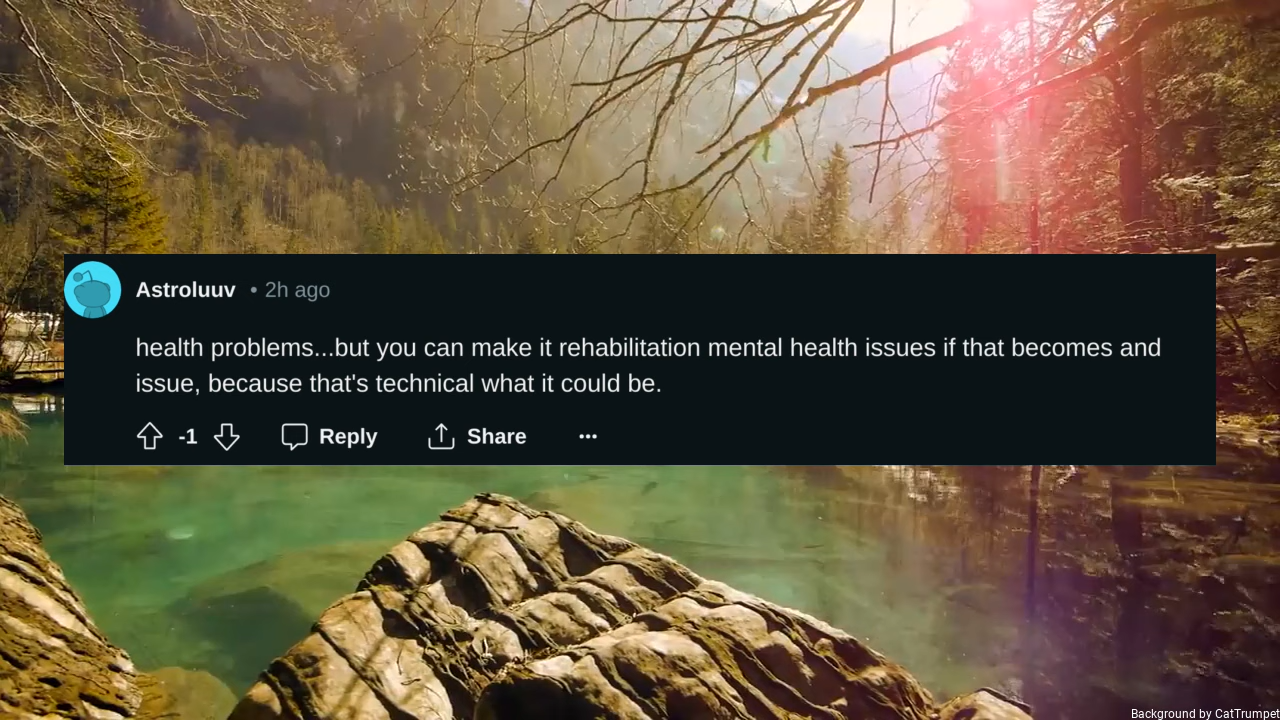 Astroluuv • 2h ago
health problems...but you can make it rehabilitation mental health issues if that becomes and
issue, because that's technical what it could be.
-1 Reply Share
Background by CatTrumpet